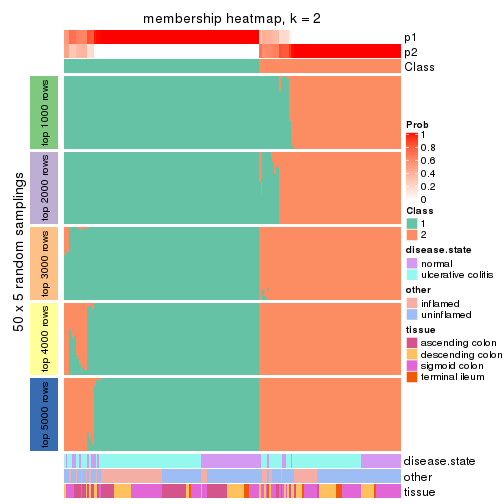 membership heatmap, k = 2
p1
p2
Class
50 x 5 random samplings
top 1000 rows
top 2000 rows
top 3000 rows
top 4000 rows
top 5000 rows
Prob
1
0.8
0.6
0.4
0.2
0
Class
1
2
disease.state
normal
ulcerative colitis
other
inflamed
uninflamed
tissue
ascending colon
descending colon
sigmoid colon
terminal ileum
disease.state
other
tissue